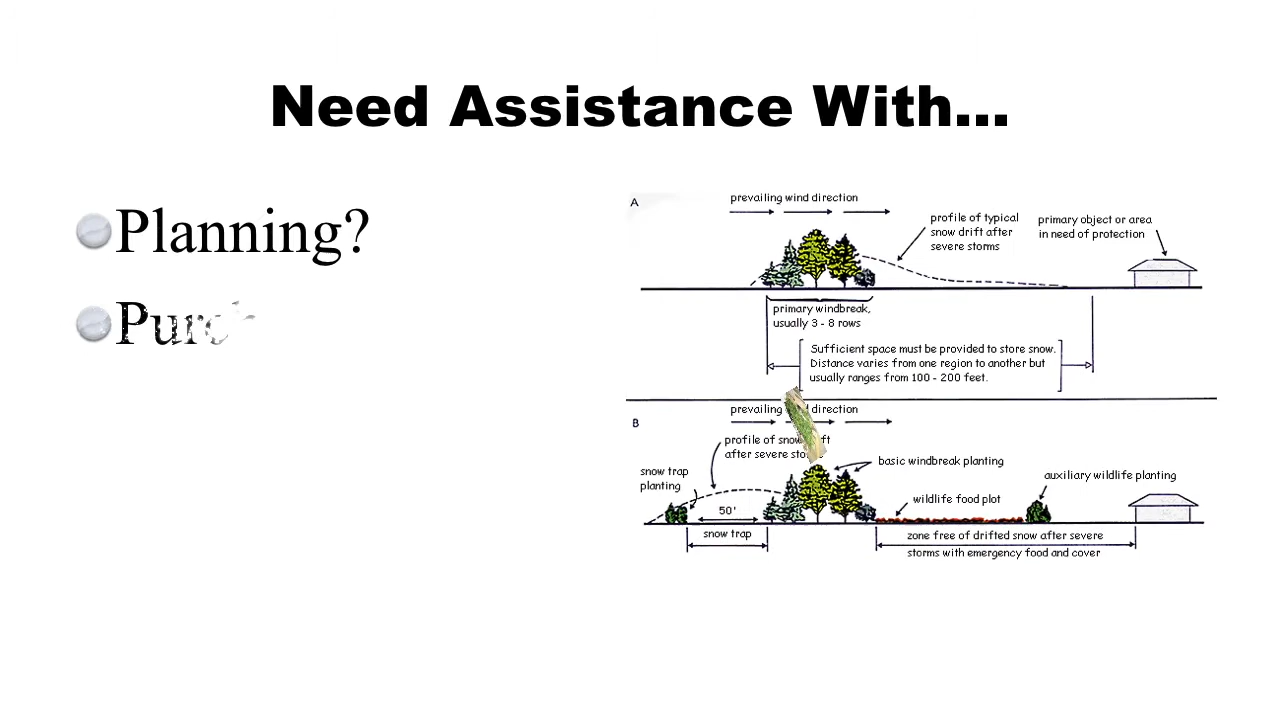 Need Assistance With...
Planning?
A
prevailing wind direction
profile of typical
snow drift after
severe storms
primary object or area
in need of protection
primary windbreak,
usually 3 - 8 rows
Sufficient space must be provided to store snow.
Distance varies from one region to another but
usually ranges from 100 - 200 feet.
B
prevailing direction
profile of snow
after severe
snow trap
planting
basic windbreak planting
auxiliary wildlife planting
wildlife food plot
50'
snow trap
zone free of drifted snow after severe
storms with emergency food and cover